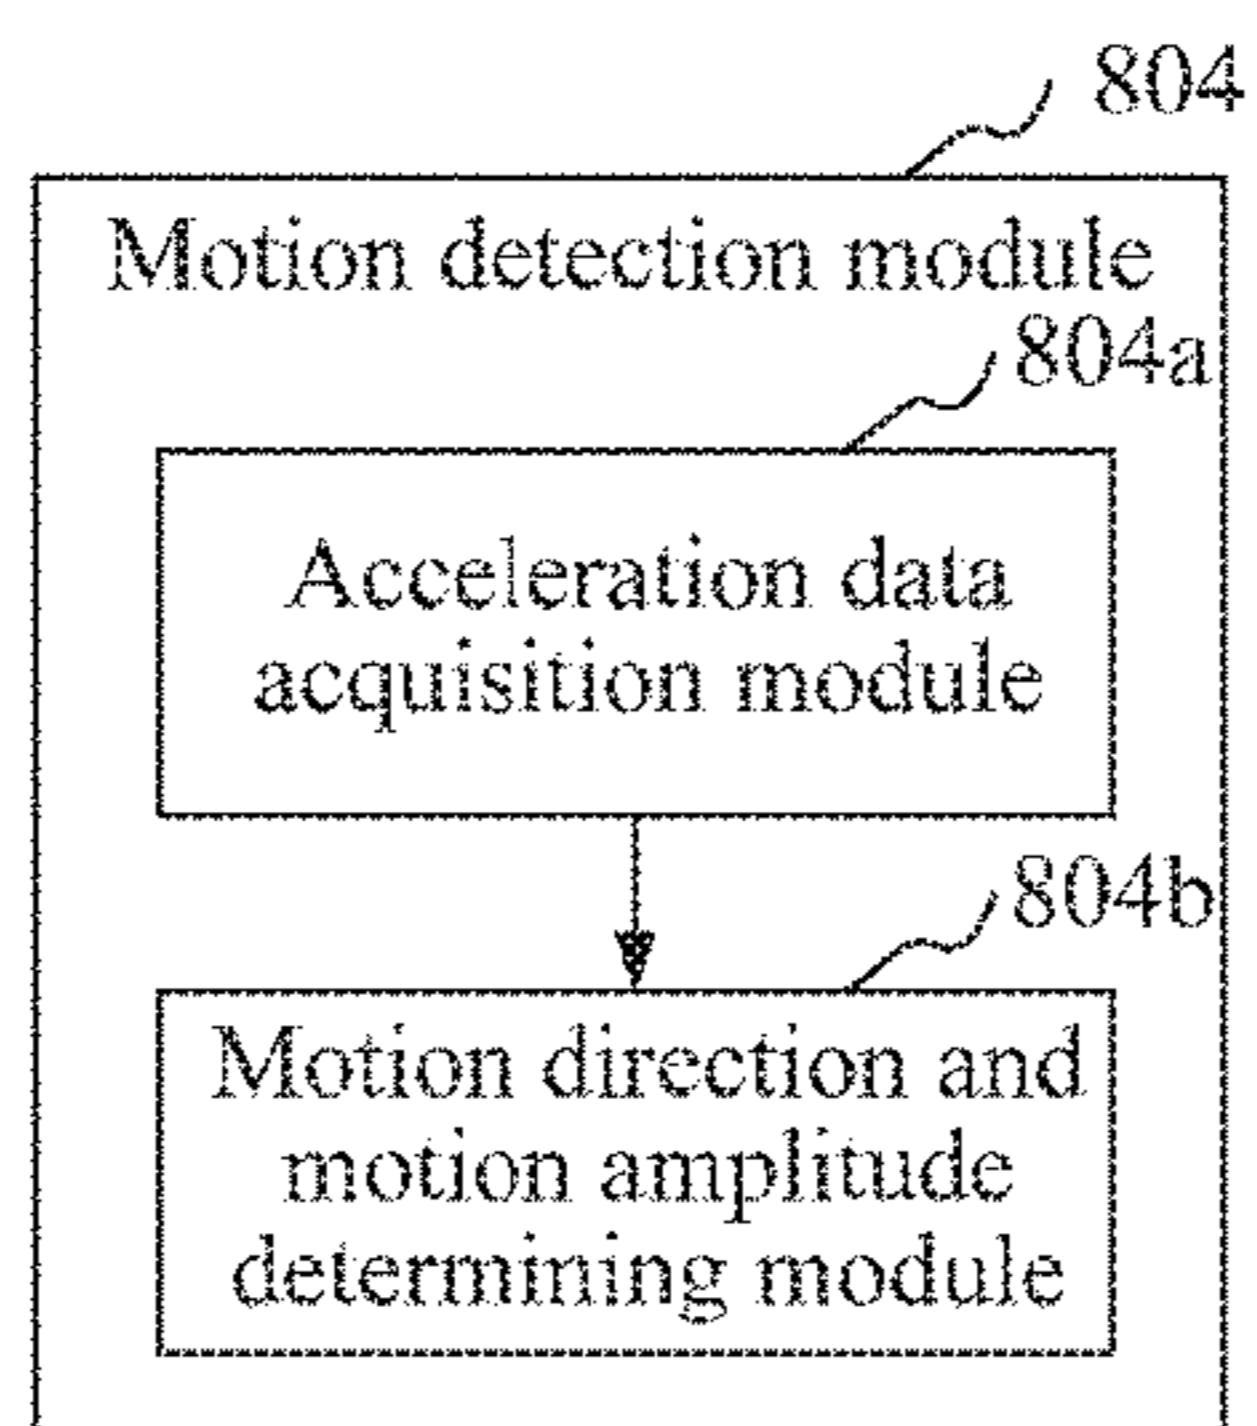 804
Motion detection module
804a
Acceleration data
acquisition module
804b
Motion direction and
motion amplitude
determining module